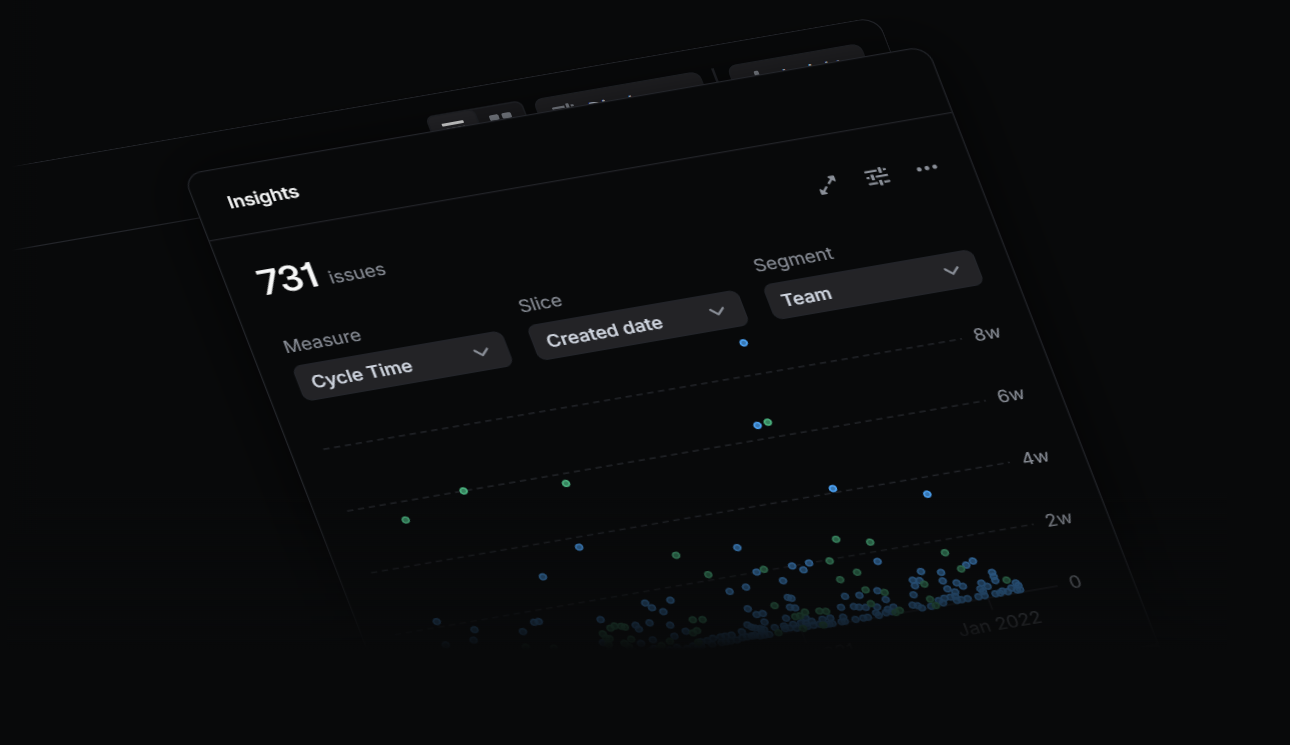 Insights
731 issues
Measure
Cycle Time
Slice
Created date
Segment
Team
8w
6w
4w
2w
0
Jan 2022